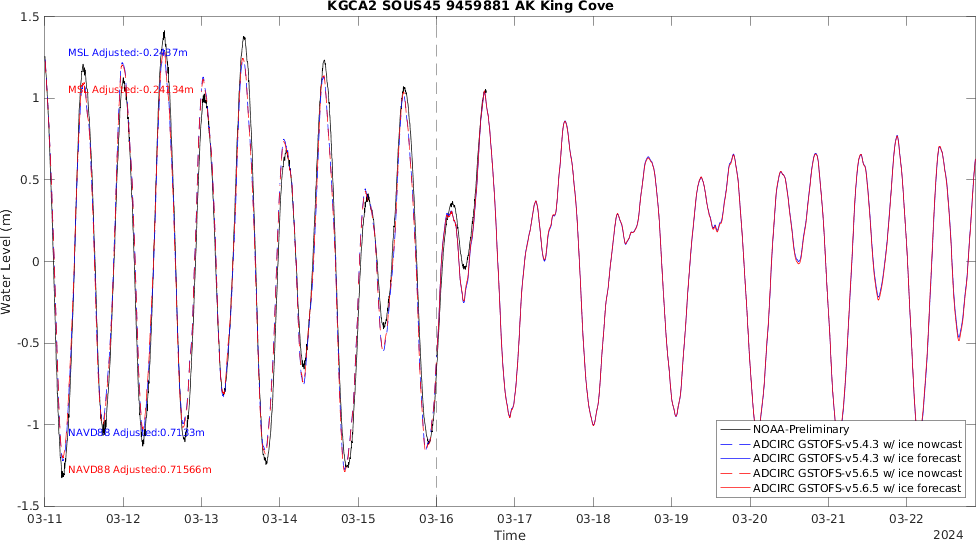 KGCA2 SOUS45 9459881 AK King Cove
1.5
1
0.5
0
-0.5
-1
-1.5
Water Level (m)
MSL Adjusted:-0.2437m
MSL Adjusted:-0.24134m
NAVD88 Adjusted:0.7133m
NAVD88 Adjusted:0.71566m
NOAA-Preliminary
ADCIRC GSTOFS-v5.4.3 w/ ice nowcast
ADCIRC GSTOFS-v5.4.3 w/ ice forecast
ADCIRC GSTOFS-v5.6.5 w/ ice nowcast
ADCIRC GSTOFS-v5.6.5 w/ ice forecast
03-11 03-12 03-13 03-14 03-15 03-16 03-17 03-18 03-19 03-20 03-21 03-22
Time
2024